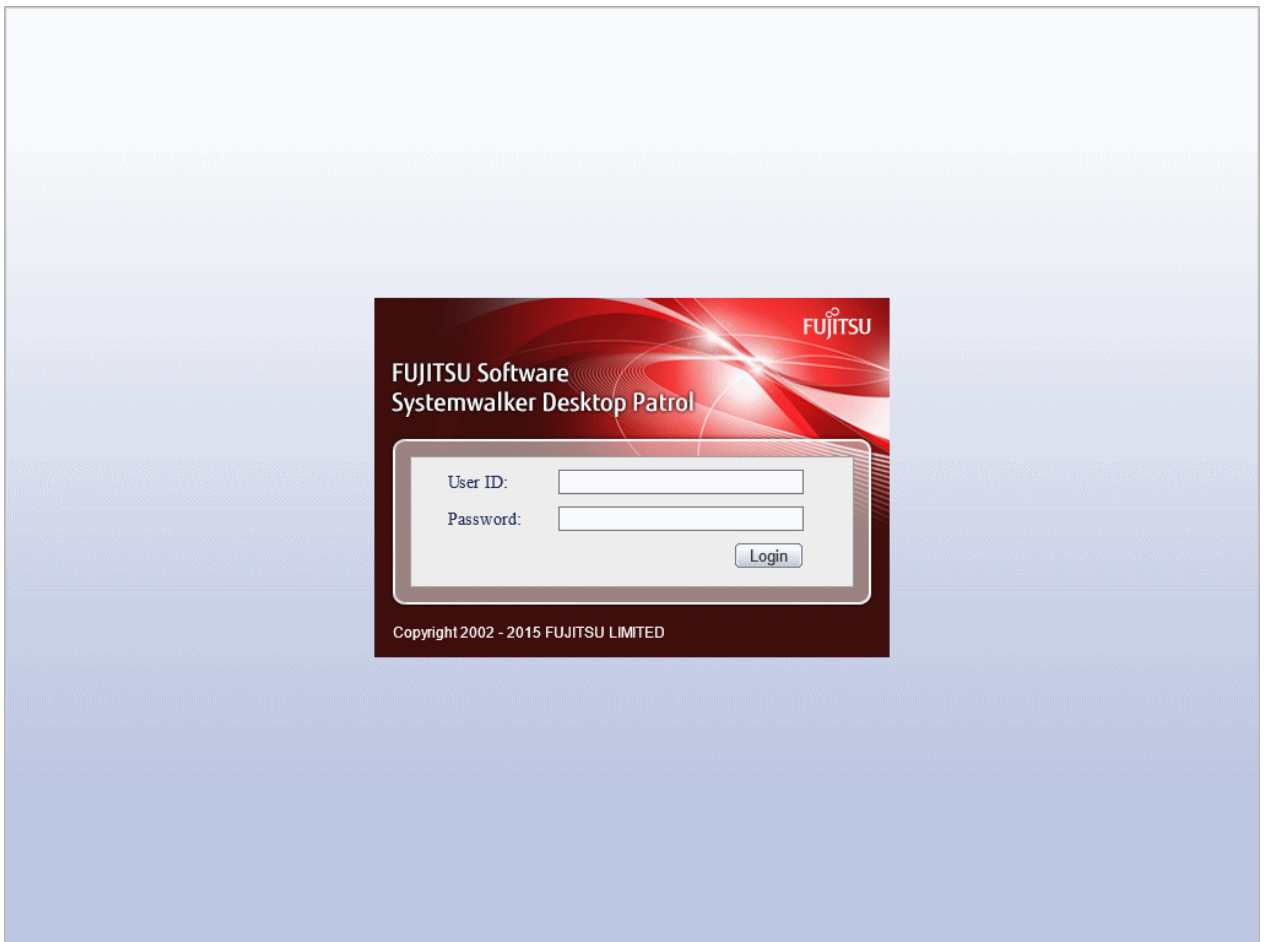 FUJITSU
FUJITSU Software
Systemwalker Desktop Patrol
User ID:
Password:
Login
Copyright 2002 - 2015 FUJITSU LIMITED